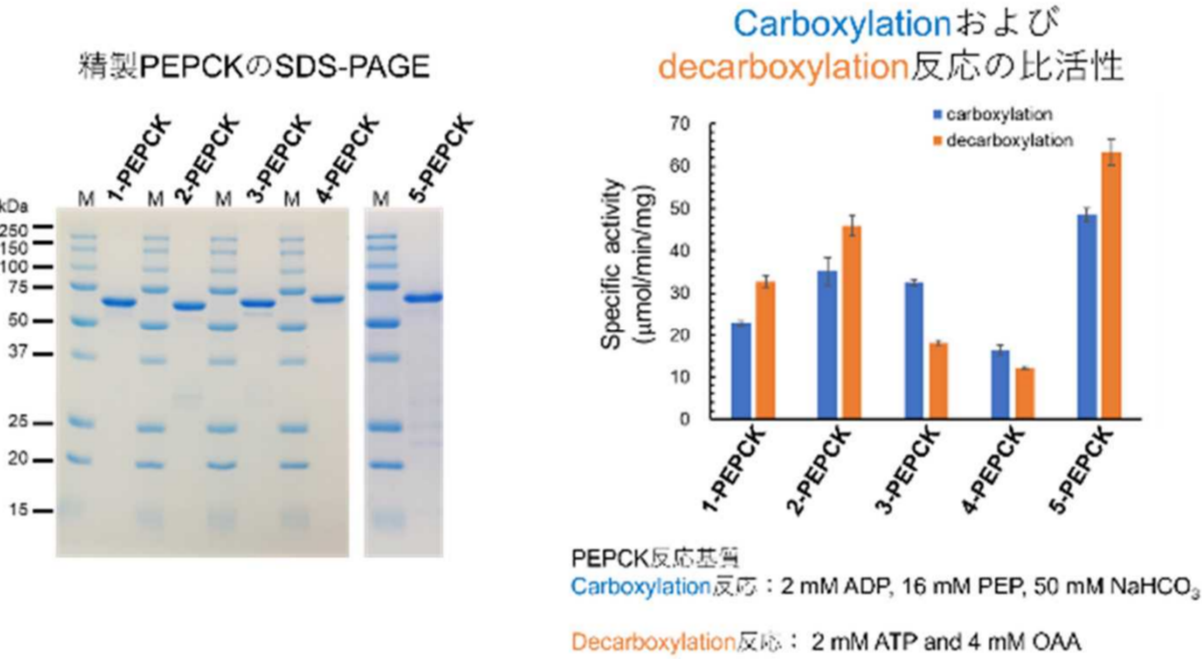 精製PEPCKのSDS-PAGE
1-PEPCK
2-PEPCK
3-PEPCK
4-PEPCK
5-PEPCK
M M M M M
kDa
250
150
100
75
50
37
25
20
15
Carboxylationおよび
decarboxylation反応の比活性
carboxylation
decarboxylation
Specific activity
(μmol/min/mg)
70
60
50
40
30
20
10
0
1-PEPCK
2-PEPCK
3-PEPCK
4-PEPCK
5-PEPCK
PEPCK反応基質
Carboxylation反応：2 mM ADP, 16 mM PEP, 50 mM NaHCO₃
Decarboxylation反応： 2 mM ATP and 4 mM OAA